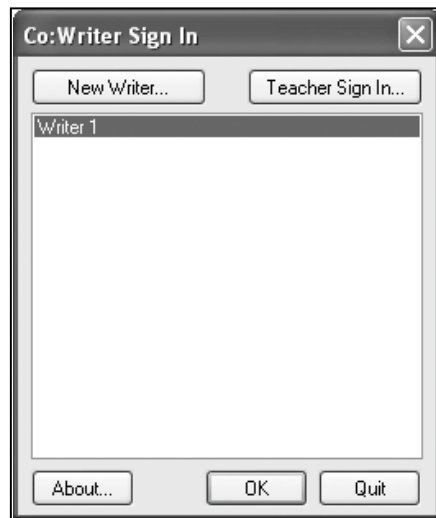 Co:Writer Sign In
New Writer... Teacher Sign In...
Writer 1
About... OK Quit